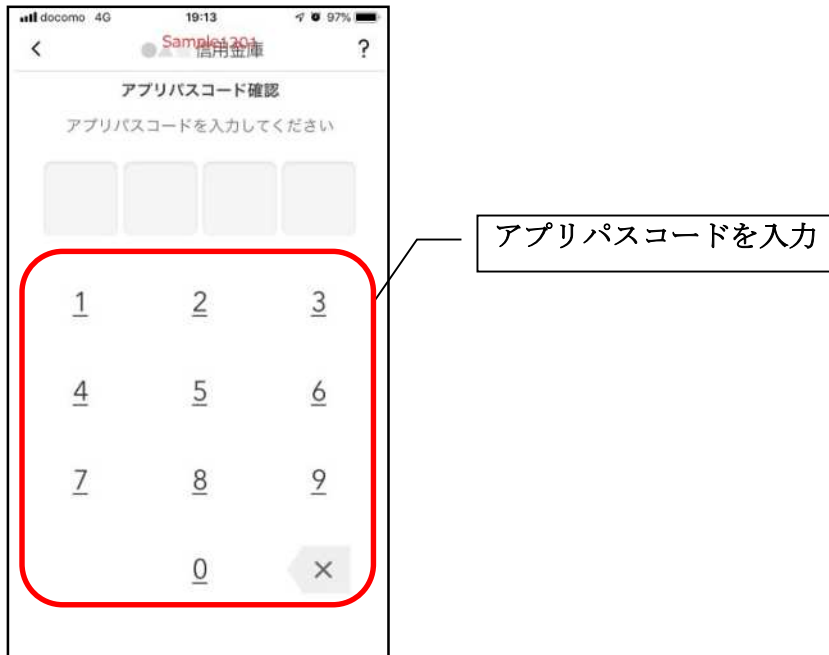 docomo 4G 19:13 97%
Sample1201
信用金庫
?
アプリパスコード確認
アプリパスコードを入力してください
アプリパスコードを入力
1 2 3
4 5 6
7 8 9
0 ×